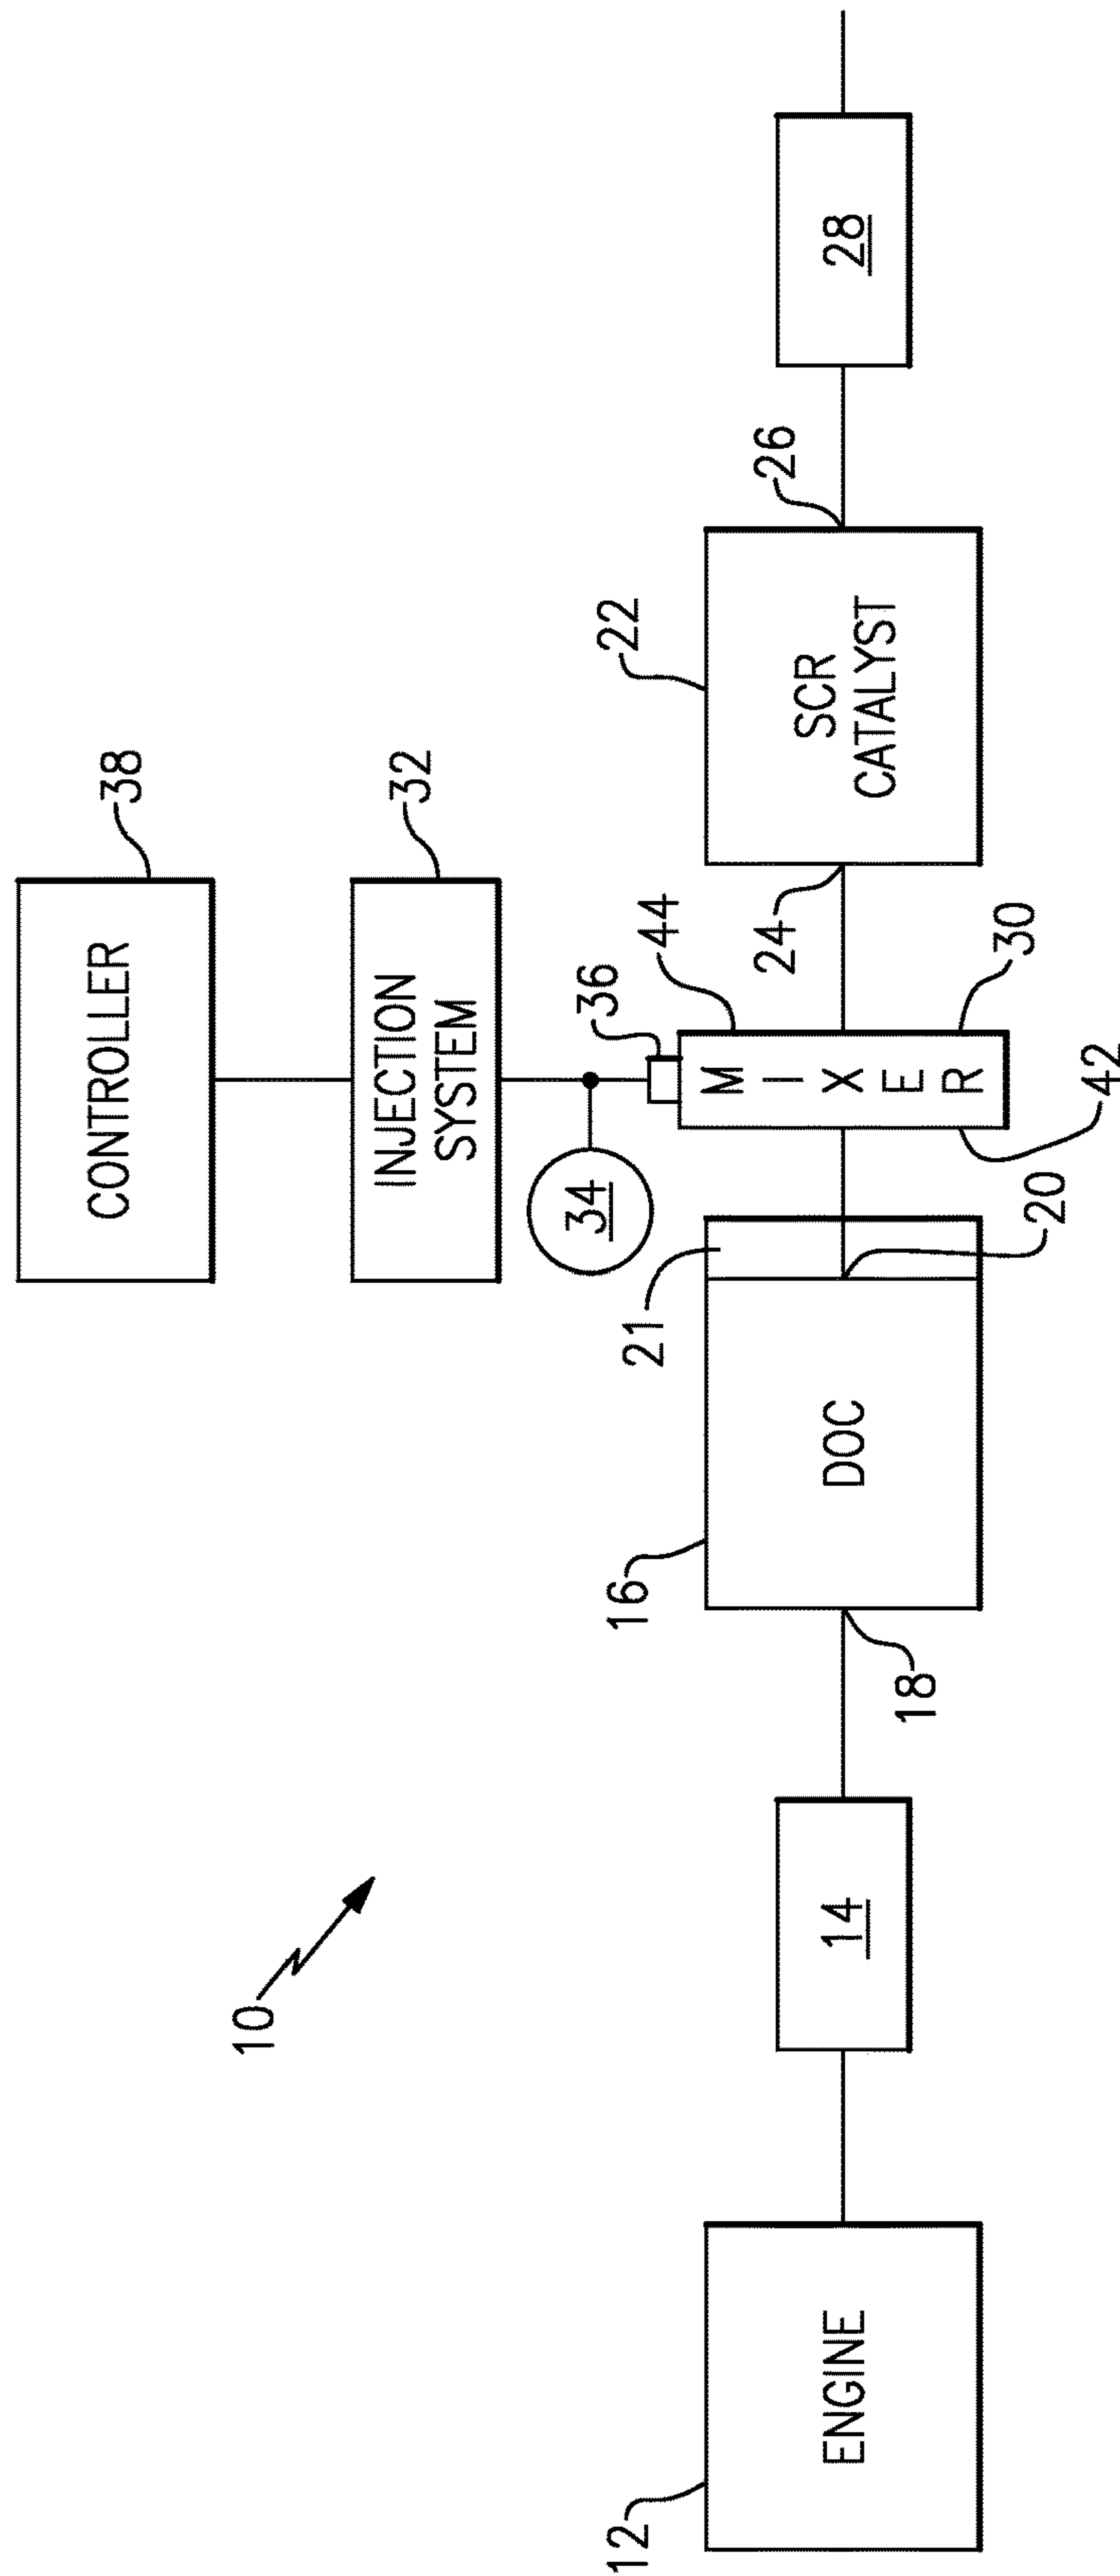 10
CONTROLLER
38
INJECTION
SYSTEM
32
34
36
44
12
ENGINE
14
16
DOC
21
MIXER
24
22
SCR
CATALYST
26
28
18
20
42
30